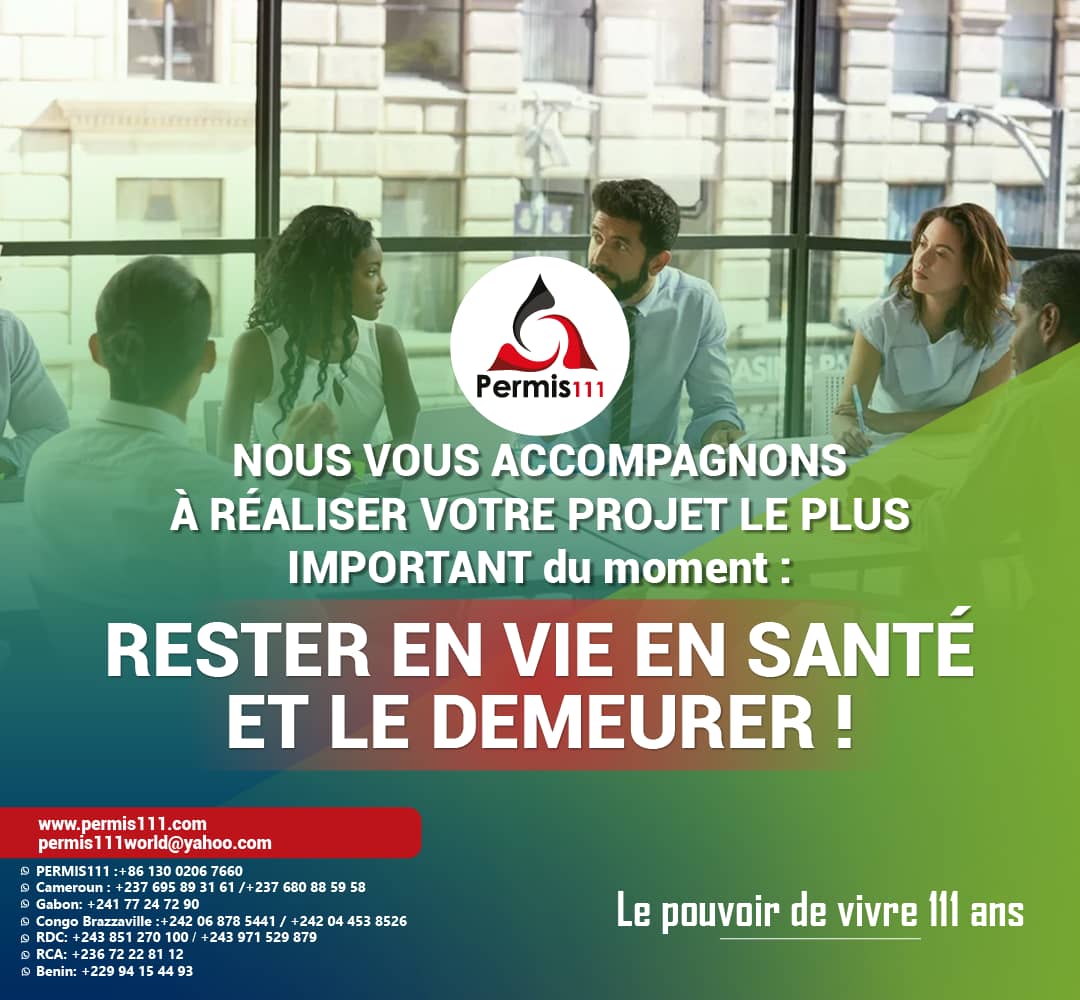 Permis111
NOUS VOUS ACCOMPAGNONS
À RÉALISER VOTRE PROJET LE PLUS
IMPORTANT du moment :
RESTER EN VIE EN SANTÉ
ET LE DEMEURER !
www.permis111.com
permis111world@yahoo.com
PERMIS111 :+86 130 0206 7660
Cameroun : +237 695 89 31 61 /+237 680 88 59 58
Gabon: +241 77 24 72 90
Congo Brazzaville :+242 06 878 5441 / +242 04 453 8526
RDC: +243 851 270 100 / +243 971 529 879
RCA: +236 72 22 81 12
Benin: +229 94 15 44 93
Le pouvoir de vivre 111 ans